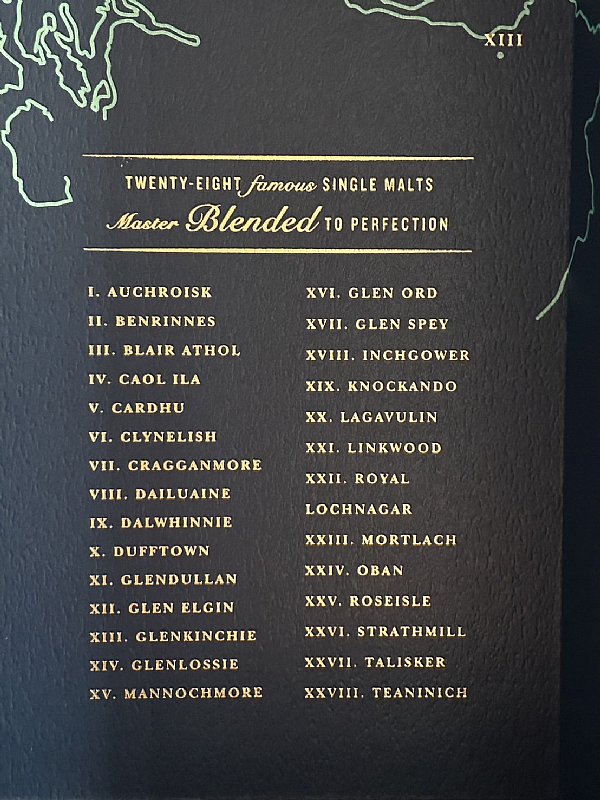 XIII
TWENTY-EIGHT famous SINGLE MALTS
Master Blended TO PERFECTION
I. AUCHROISK
II. BENRINNES
III. BLAIR ATHOL
IV. CAOL ILA
V. CARDHU
VI. CLYNELISH
VII. CRAGGANMORE
VIII. DAILUAINE
IX. DALWHINNIE
X. DUFFTOWN
XI. GLENDULLAN
XII. GLEN ELGIN
XIII. GLENKINCHIE
XIV. GLENLOSSIE
XV. MANNOCHMORE
XVI. GLEN ORD
XVII. GLEN SPEY
XVIII. INCHGOWER
XIX. KNOCKANDO
XX. LAGAVULIN
XXI. LINKWOOD
XXII. ROYAL
LOCHNAGAR
XXIII. MORTLACH
XXIV. OBAN
XXV. ROSEISLE
XXVI. STRATHMILL
XXVII. TALISKER
XXVIII. TEANINICH